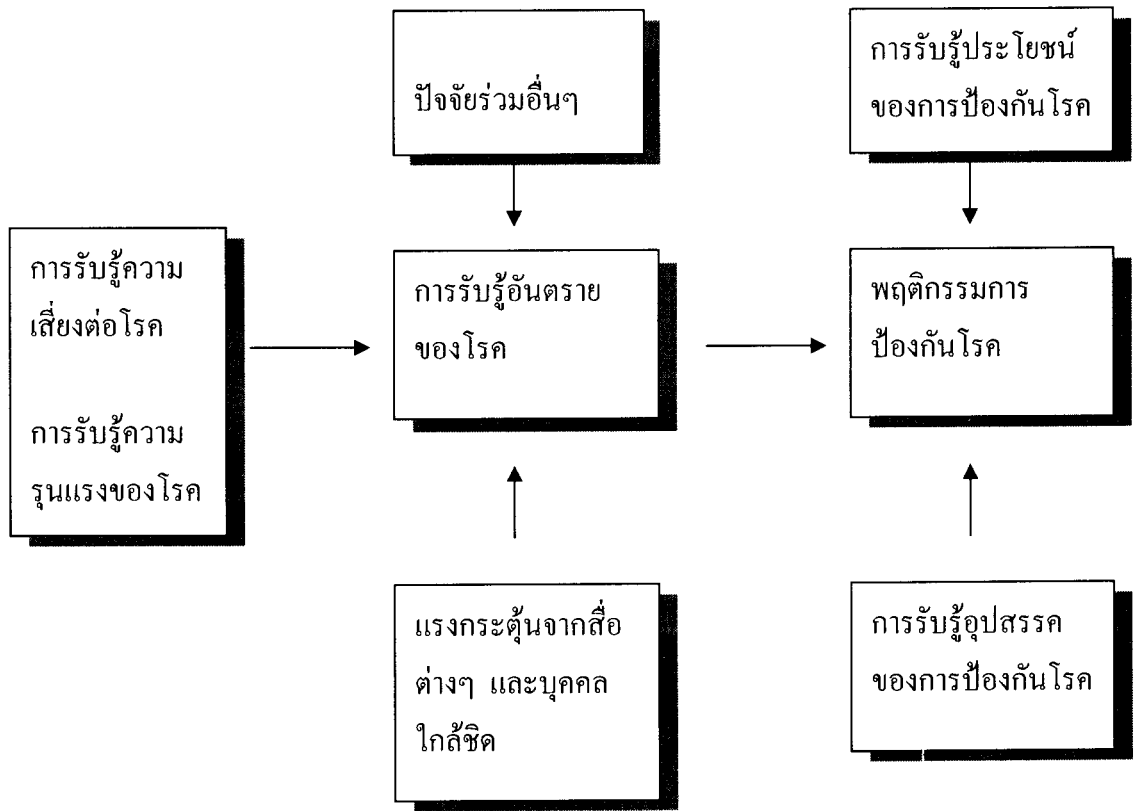 ปัจจัยร่วมอื่นๆ
การรับรู้ประโยชน์
ของการป้องกันโรค
การรับรู้ความ
เสี่ยงต่อโรค
การรับรู้ความ
รุนแรงของโรค
การรับรู้อันตราย
ของโรค
พฤติกรรมการ
ป้องกันโรค
แรงกระตุ้นจากสื่อ
ต่างๆ และบุคคล
ใกล้ชิด
การรับรู้อุปสรรค
ของการป้องกันโรค